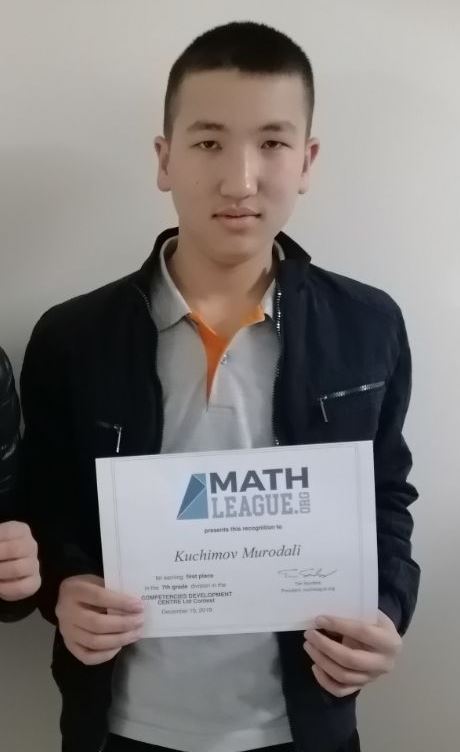 MATH
LEAGUE.ORG
presents this recognition to
Kuchimov Murodali
for earning first place
in the 7th grade division in the
COMPETENCIES DEVELOPMENT
CENTRE Ltd Contest
December 15, 2019
President, mathleague.org